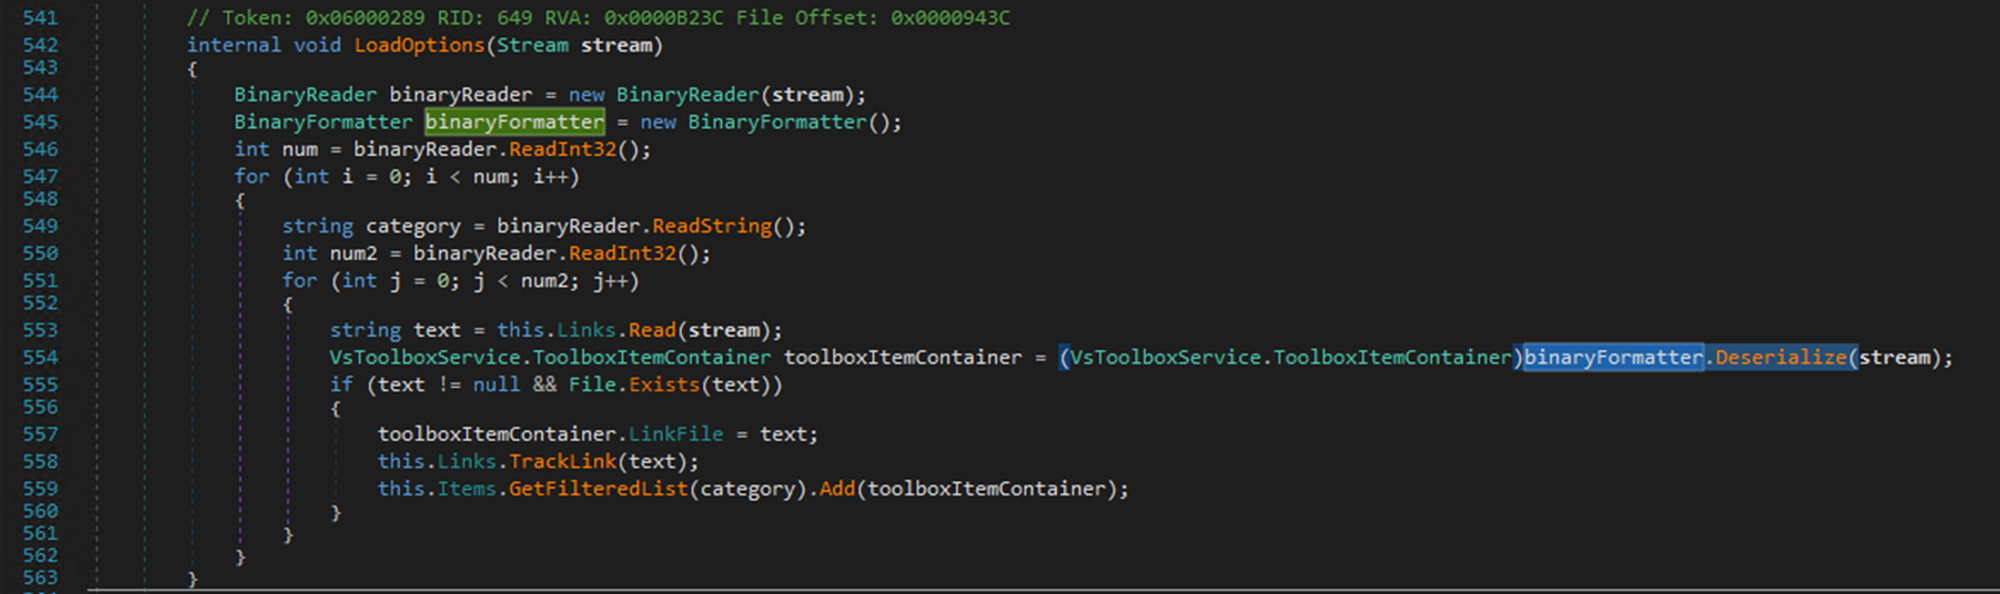 541 // Token: 0x06000289 RID: 649 RVA: 0x0000B23C File Offset: 0x0000943C
542 internal void LoadOptions(Stream stream)
543 {
544 BinaryReader binaryReader = new BinaryReader(stream);
545 BinaryFormatter binaryFormatter = new BinaryFormatter();
546 int num = binaryReader.ReadInt32();
547 for (int i = 0; i < num; i++)
548 {
549 string category = binaryReader.ReadString();
550 int num2 = binaryReader.ReadInt32();
551 for (int j = 0; j < num2; j++)
552 {
553 string text = this.Links.Read(stream);
554 VsToolboxService.ToolboxItemContainer toolboxItemContainer = (VsToolboxService.ToolboxItemContainer)binaryFormatter.Deserialize(stream);
555 if (text != null && File.Exists(text))
556 {
557 toolboxItemContainer.LinkFile = text;
558 this.Links.TrackLink(text);
559 this.Items.GetFilteredList(category).Add(toolboxItemContainer);
560 }
561 }
562 }
563 }